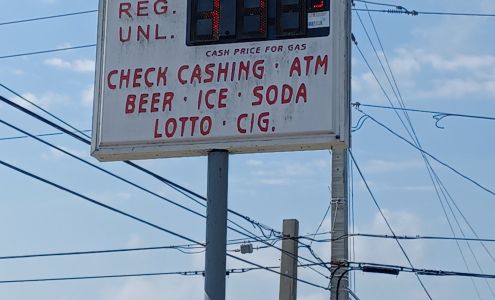 REG.
UNL.
CASH PRICE FOR GAS
CHECK CASHING · ATM
BEER · ICE · SODA
LOTTO · CIG.